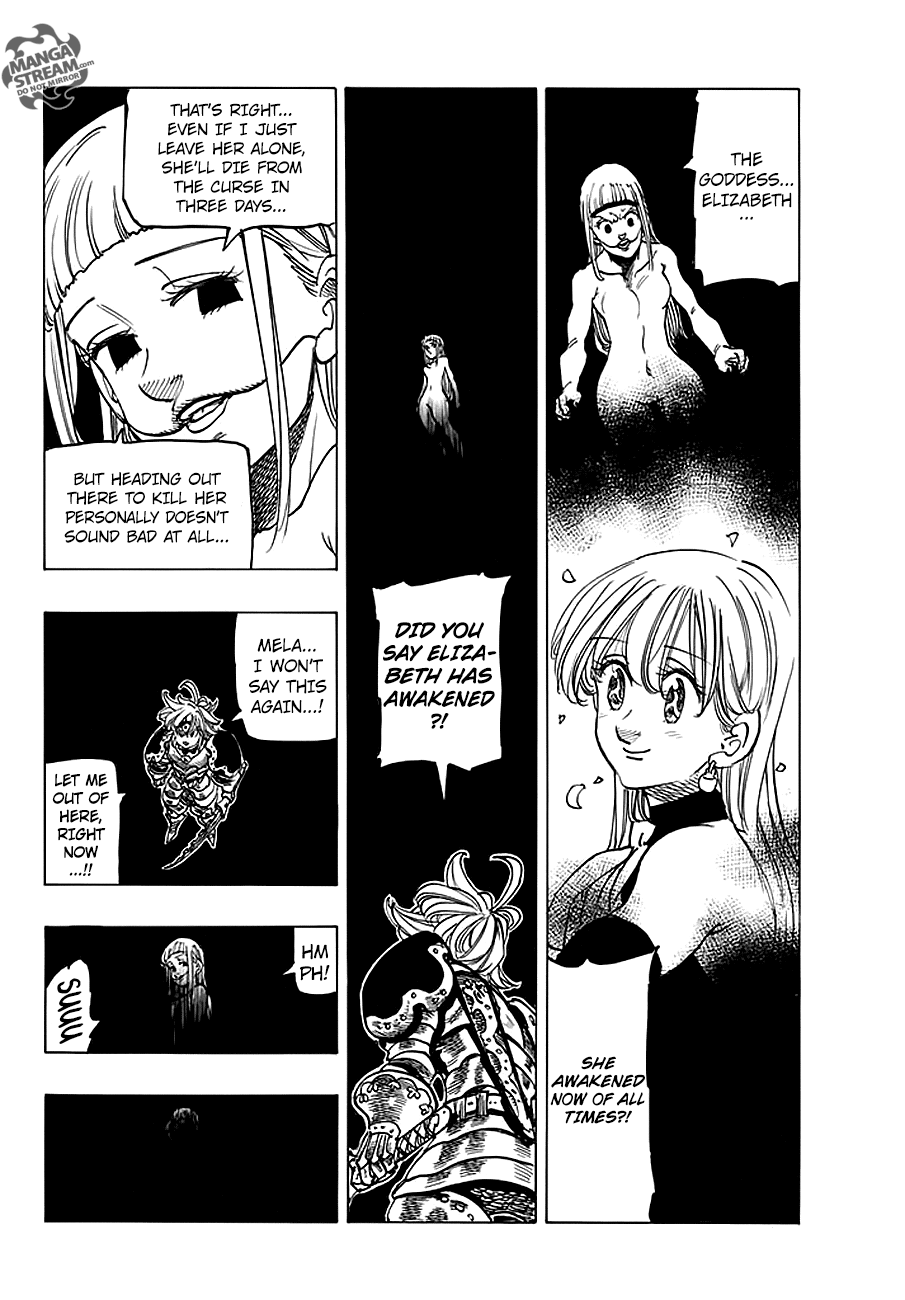 MANGA
STREAM.com
DO NOT MIRROR
THE
GODDESS...
ELIZABETH
...
SHE
AWAKENED
NOW OF ALL
TIMES?!
DID YOU
SAY ELIZA-
BETH HAS
AWAKENED
?!
THAT'S RIGHT...
EVEN IF I JUST
LEAVE HER ALONE,
SHE'LL DIE FROM
THE CURSE IN
THREE DAYS...
BUT HEADING OUT
THERE TO KILL HER
PERSONALLY DOESN'T
SOUND BAD AT ALL...
MELA...
I WON'T
SAY THIS
AGAIN...!
LET ME
OUT OF
HERE,
RIGHT
NOW
...!!
HM
PH!
SUUU